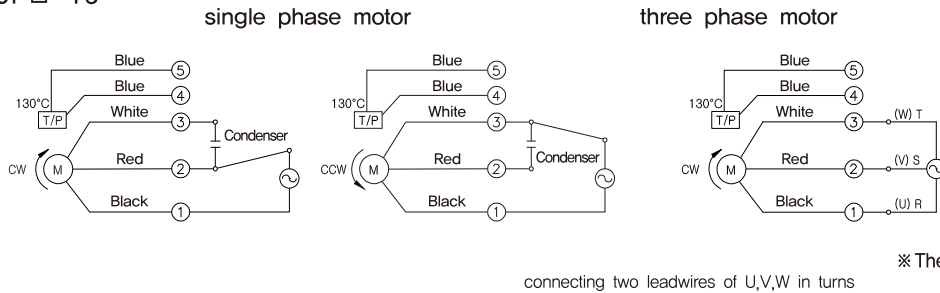 single phase motor
three phase motor
Blue 5
Blue 4
130°C
T/P
White 3
Condenser
CW M Red 2
Black 1
Blue 5
Blue 4
130°C
T/P
White 3
Condenser
CCW M Red 2
Black 1
Blue 5
Blue 4
130°C
T/P
White 3 (W) T
CW M Red 2 (V) S
Black 1 (U) R
※ The
connecting two leadwires of U,V,W in turns